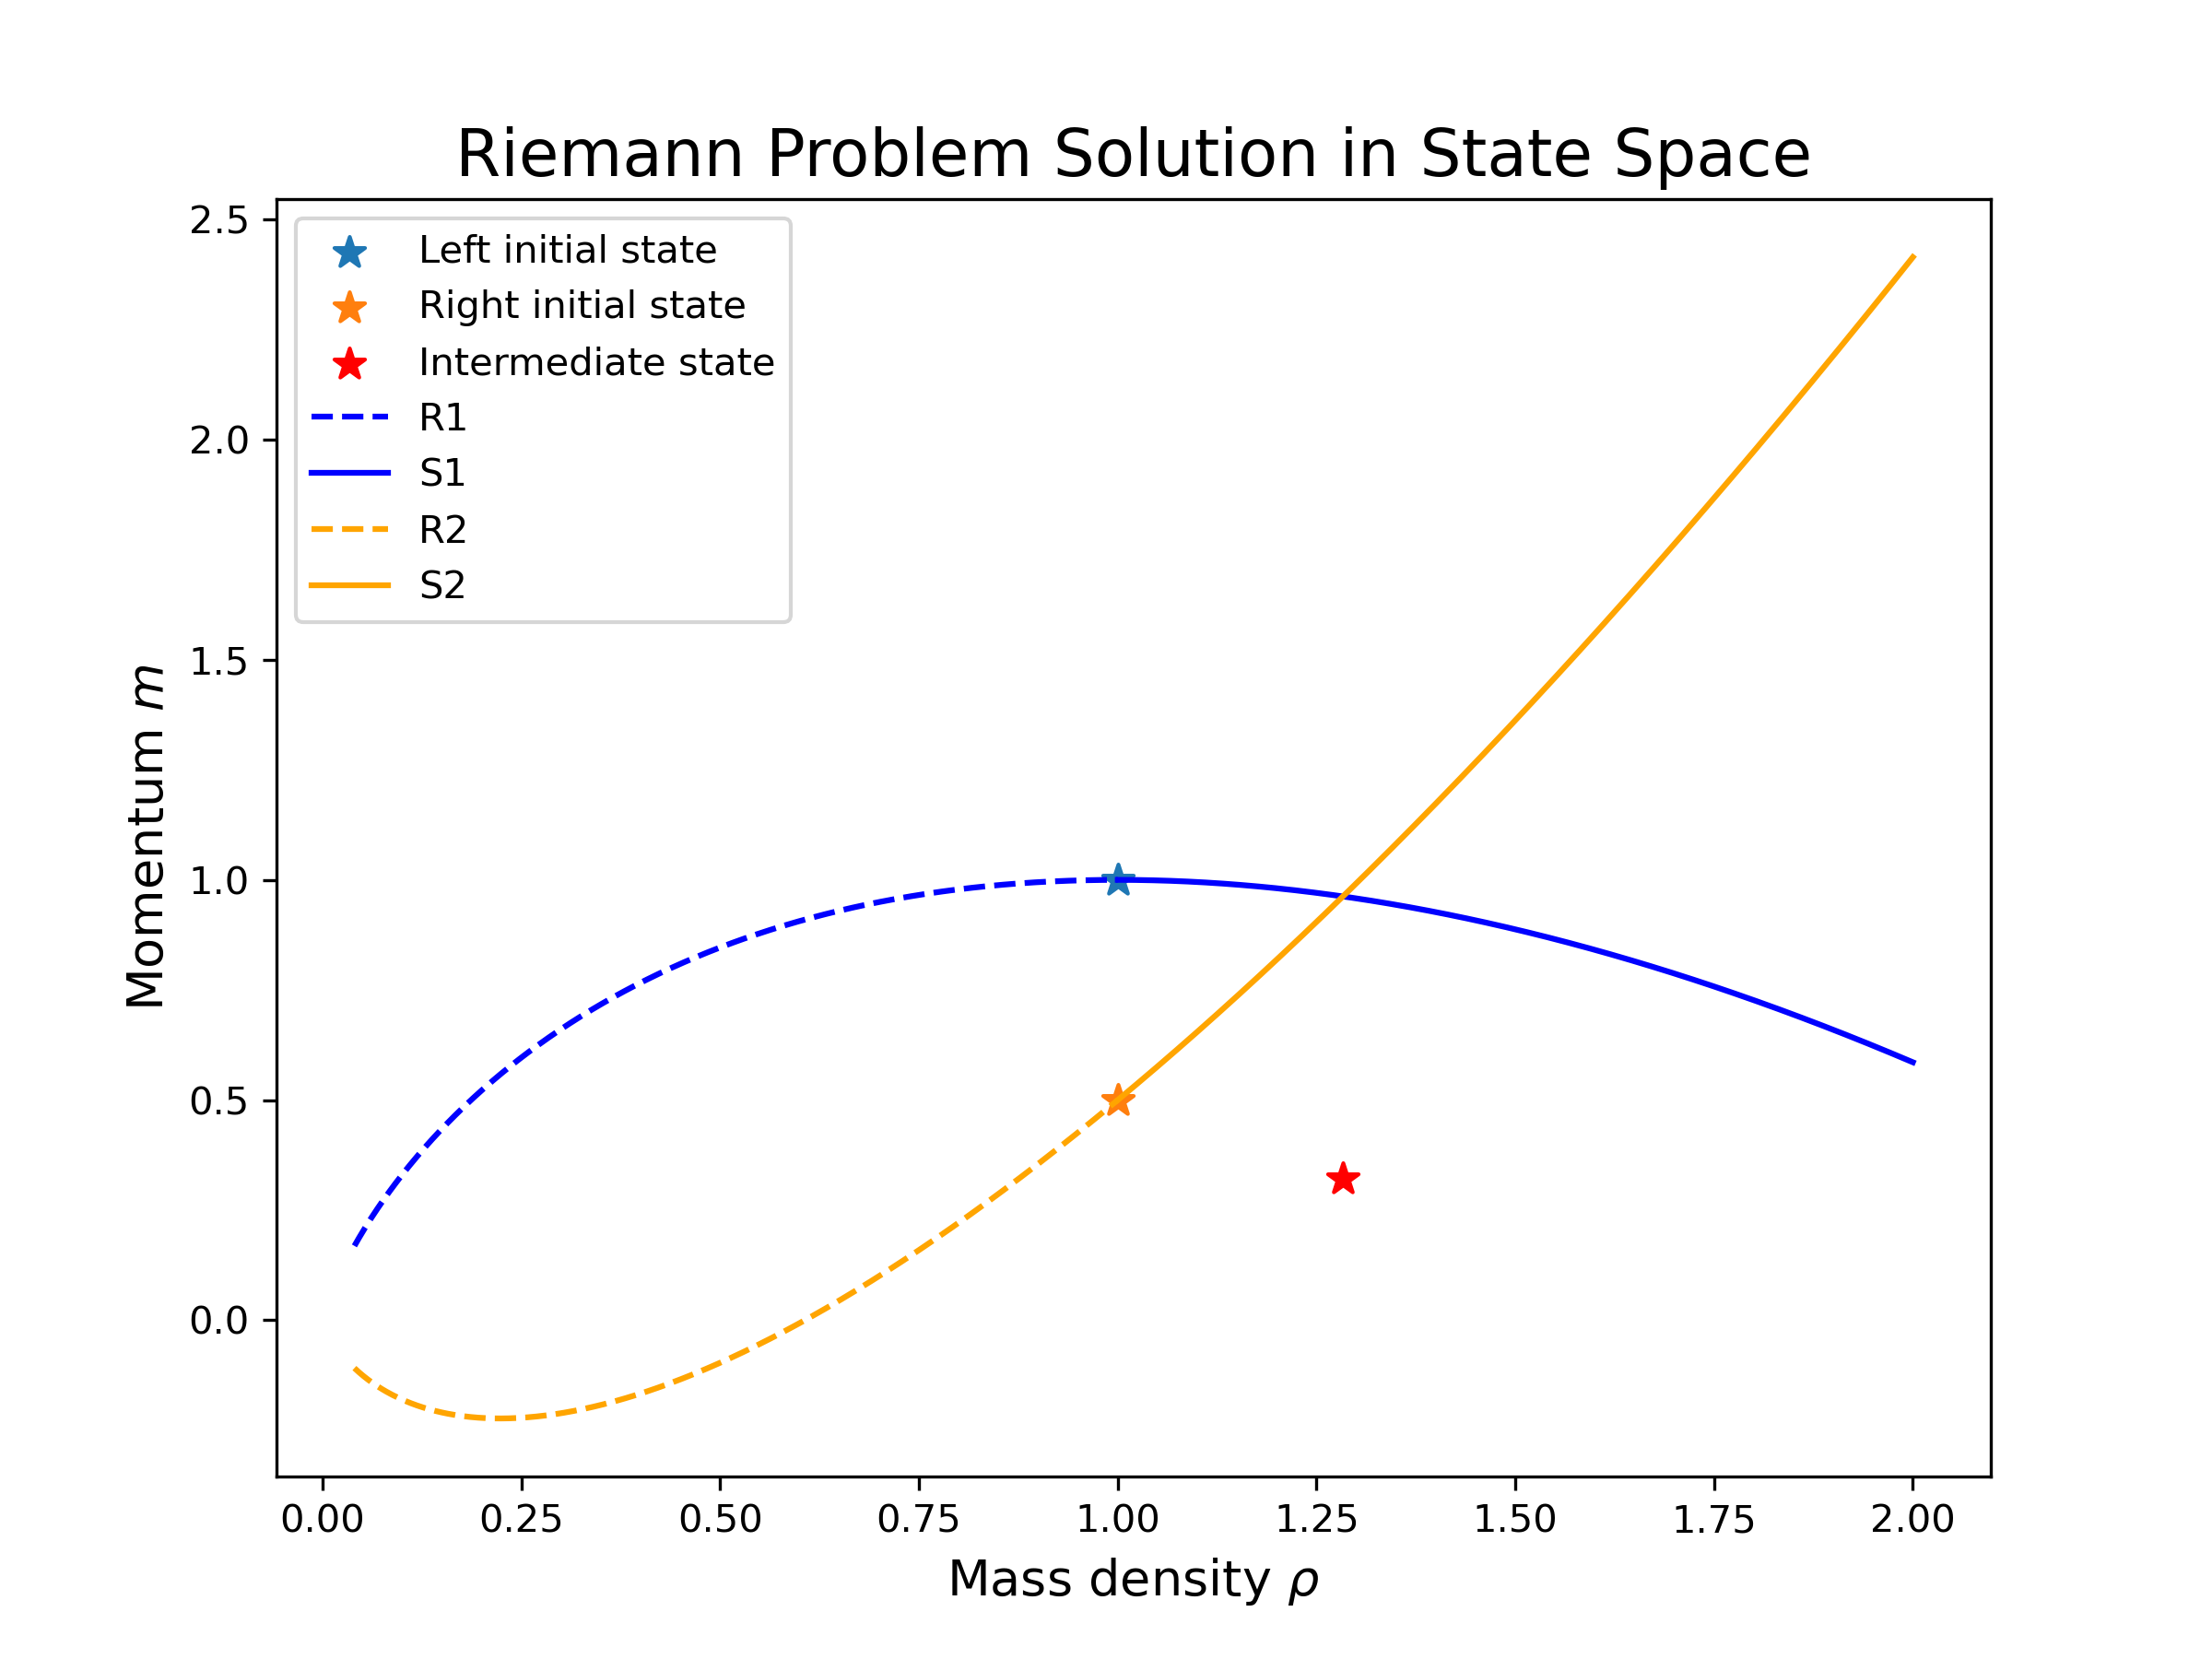 Riemann Problem Solution in State Space
Left initial state
Right initial state
Intermediate state
R1
S1
R2
S2
2.5
2.0
1.5
1.0
0.5
0.0
Momentum m
0.00 0.25 0.50 0.75 1.00 1.25 1.50 1.75 2.00
Mass density ρ